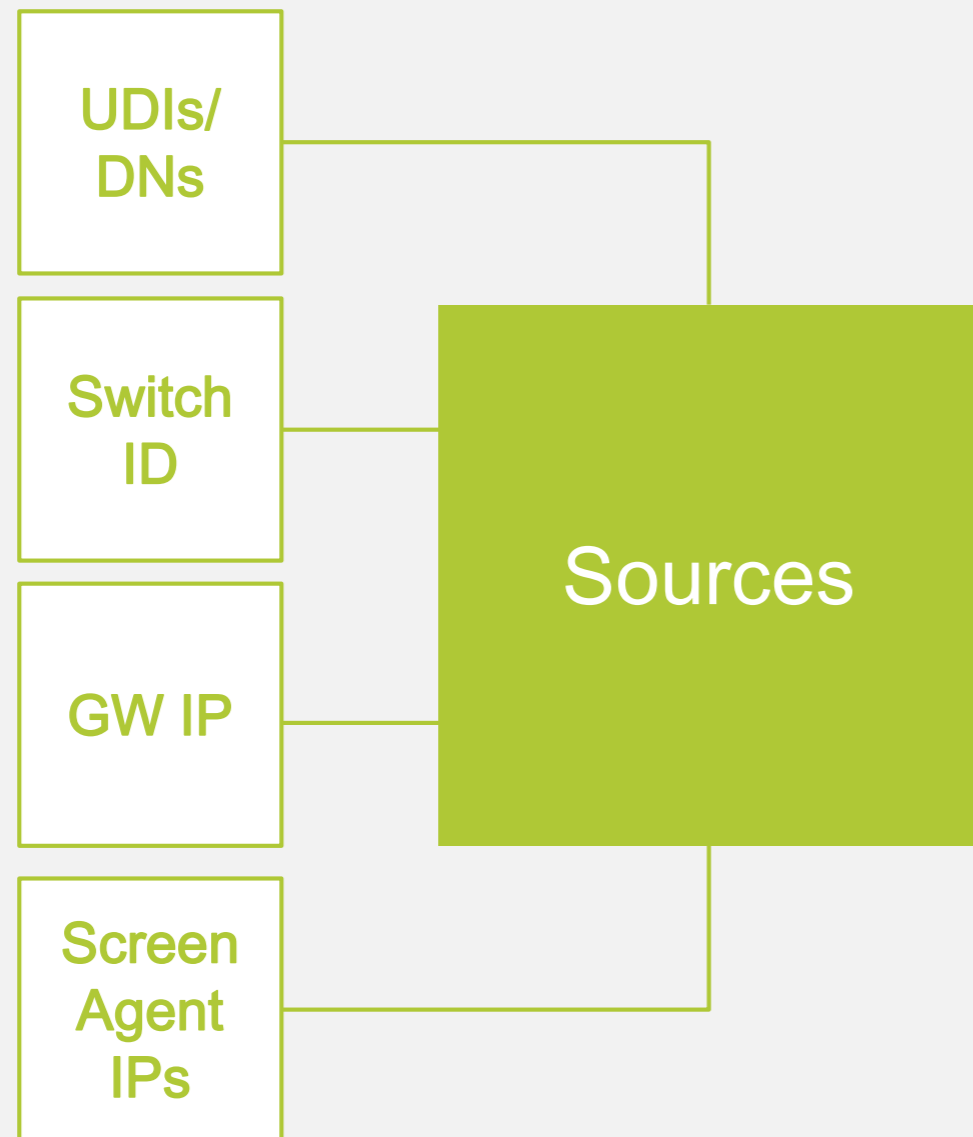 UDIs/
DNs
Switch
ID
Sources
GW IP
Screen
Agent
IPs